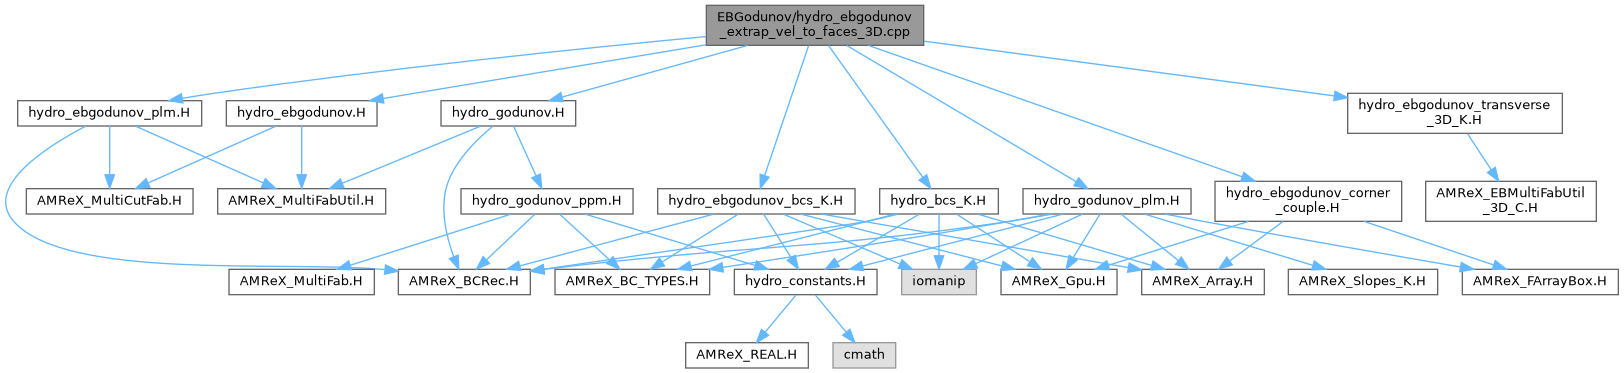 EBGodunov/hydro_ebgodunov
_extrap_vel_to_faces_3D.cpp
hydro_ebgodunov_plm.H
hydro_ebgodunov.H
hydro_godunov.H
hydro_ebgodunov_transverse
_3D_K.H
AMReX_MultiCutFab.H
AMReX_MultiFabUtil.H
hydro_godunov_ppm.H
hydro_ebgodunov_bcs_K.H
hydro_bcs_K.H
hydro_godunov_plm.H
hydro_ebgodunov_corner
_couple.H
AMReX_EBMultiFabUtil
_3D_C.H
AMReX_MultiFab.H
AMReX_BCRec.H
AMReX_BC_TYPES.H
hydro_constants.H
iomanip
AMReX_Gpu.H
AMReX_Array.H
AMReX_Slopes_K.H
AMReX_FArrayBox.H
AMReX_REAL.H
cmath